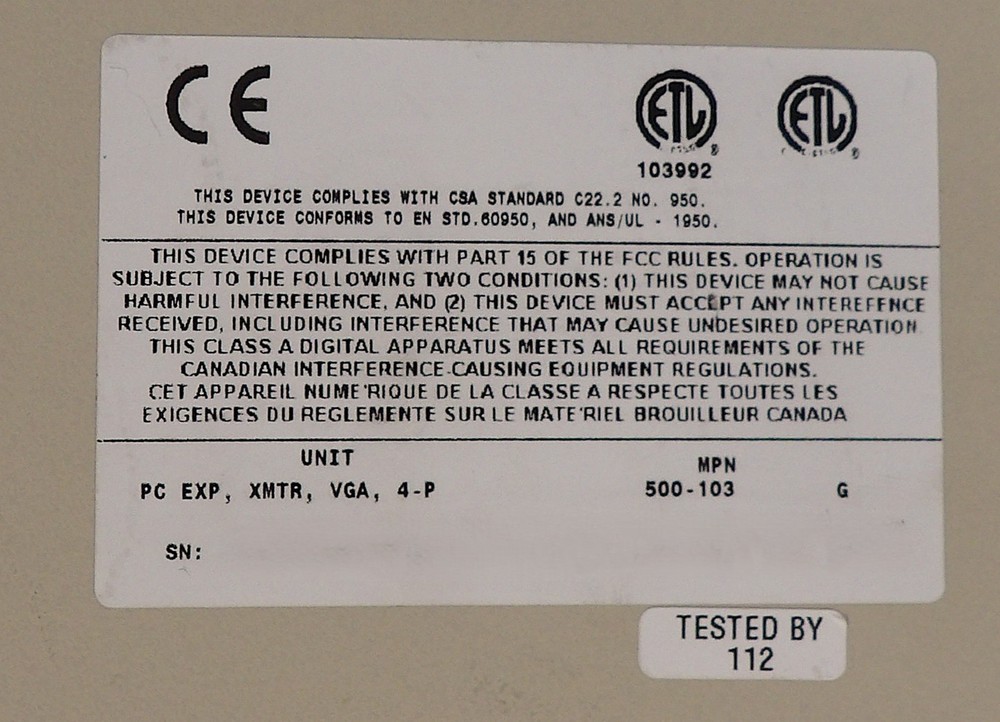 CE
ETL ETL
® ®
103992
THIS DEVICE COMPLIES WITH CSA STANDARD C22.2 NO. 950.
THIS DEVICE CONFORMS TO EN STD.60950, AND ANS/UL - 1950.
THIS DEVICE COMPLIES WITH PART 15 OF THE FCC RULES. OPERATION IS
SUBJECT TO THE FOLLOWING TWO CONDITIONS: (1) THIS DEVICE MAY NOT CAUSE
HARMFUL INTERFERENCE, AND (2) THIS DEVICE MUST ACCEPT ANY INTEREFFNCE
RECEIVED, INCLUDING INTERFERENCE THAT MAY CAUSE UNDESIRED OPERATION.
THIS CLASS A DIGITAL APPARATUS MEETS ALL REQUIREMENTS OF THE
CANADIAN INTERFERENCE-CAUSING EQUIPMENT REGULATIONS.
CET APPAREIL NUME'RIQUE DE LA CLASSE A RESPECTE TOUTES LES
EXIGENCES DU REGLEMENTE SUR LE MATE'RIEL BROUILLEUR CANADA
UNIT MPN
PC EXP, XMTR, VGA, 4-P 500-103 G
SN:
TESTED BY
112